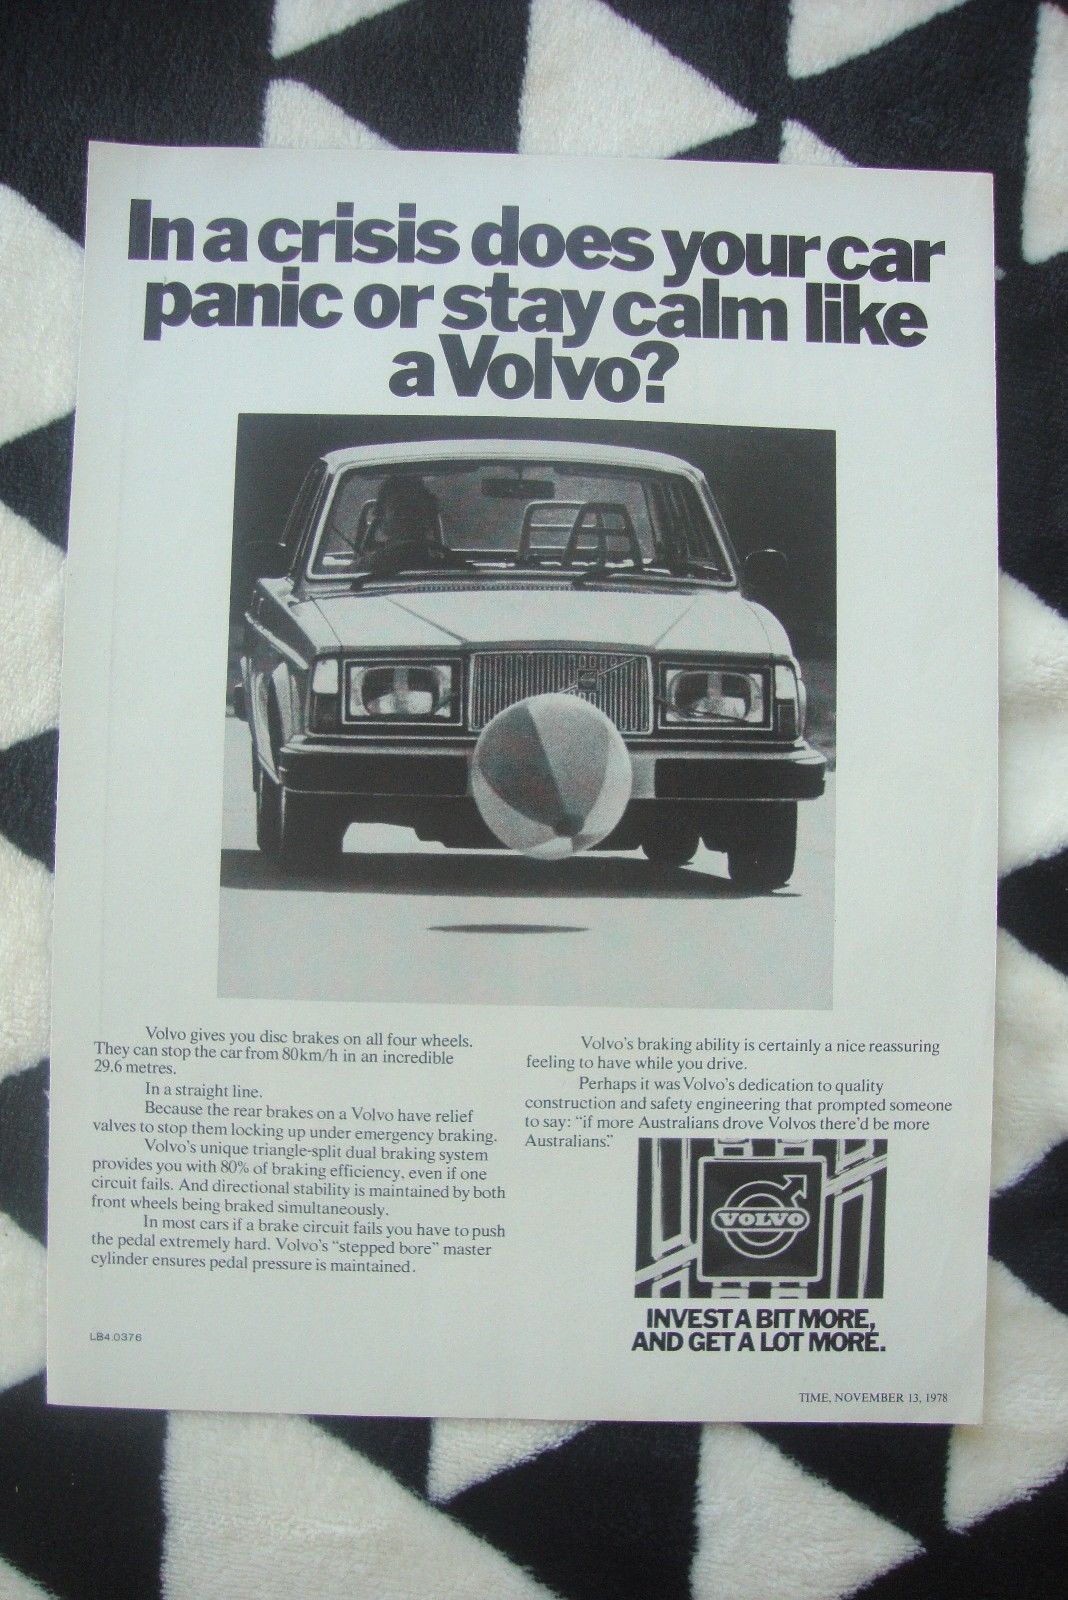 In a crisis does your car
panic or stay calm like
a Volvo?
Volvo gives you disc brakes on all four wheels.
They can stop the car from 80km/h in an incredible
29.6 metres.
In a straight line.
Because the rear brakes on a Volvo have relief
valves to stop them locking up under emergency braking.
Volvo's unique triangle-split dual braking system
provides you with 80% of braking efficiency, even if one
circuit fails. And directional stability is maintained by both
front wheels being braked simultaneously.
In most cars if a brake circuit fails you have to push
the pedal extremely hard. Volvo's "stepped bore" master
cylinder ensures pedal pressure is maintained.
LB4.0376
Volvo's braking ability is certainly a nice reassuring
feeling to have while you drive.
Perhaps it was Volvo's dedication to quality
construction and safety engineering that prompted someone
to say: "if more Australians drove Volvos there'd be more
Australians."
VOLVO
INVEST A BIT MORE,
AND GET A LOT MORE.
TIME, NOVEMBER 13, 1978